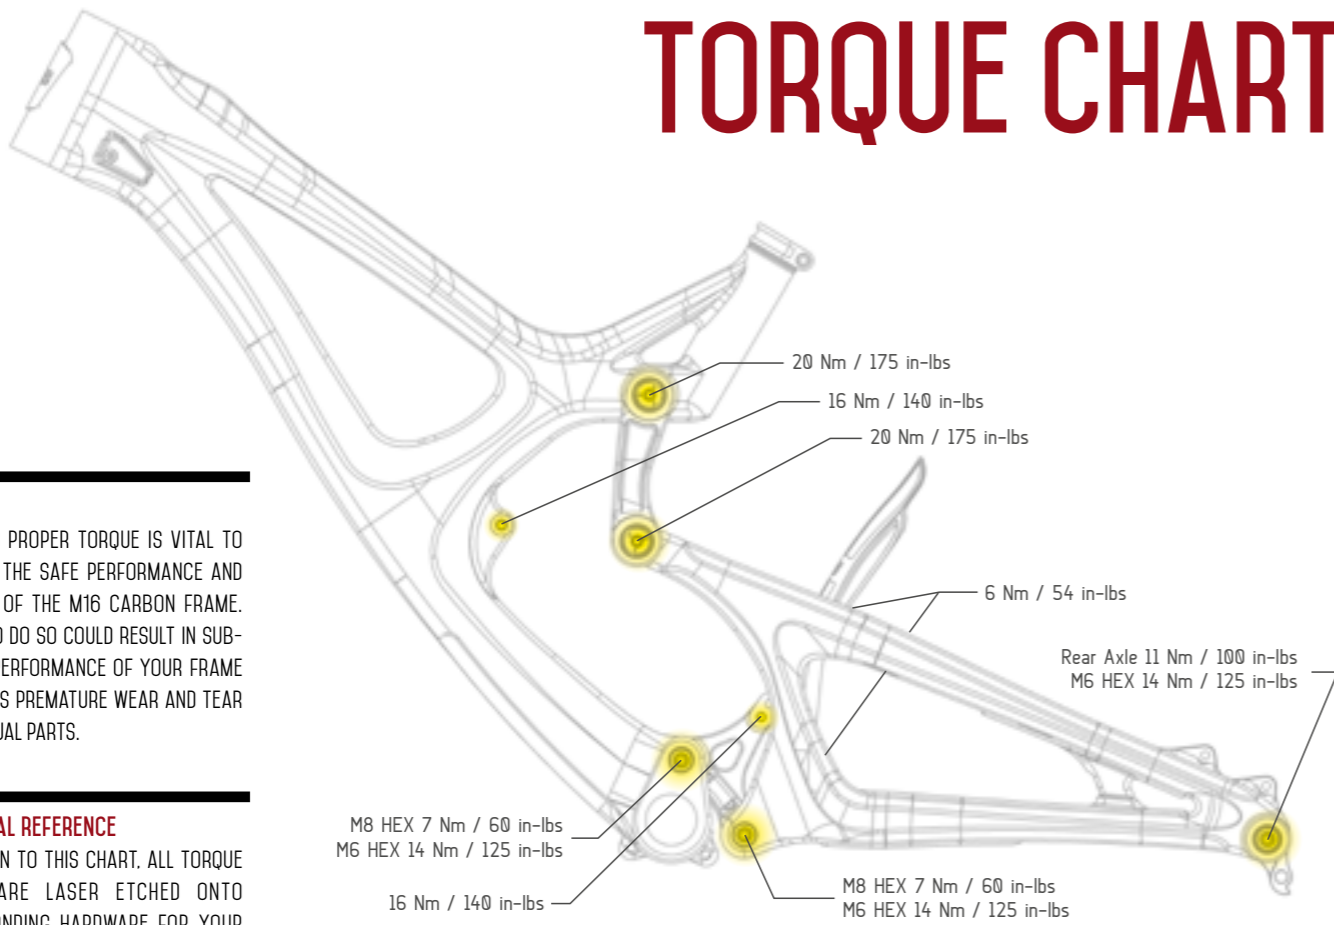 TORQUE CHART
20 Nm / 175 in-lbs
16 Nm / 140 in-lbs
20 Nm / 175 in-lbs
6 Nm / 54 in-lbs
Rear Axle 11 Nm / 100 in-lbs
M6 HEX 14 Nm / 125 in-lbs
PROPER TORQUE IS VITAL TO
THE SAFE PERFORMANCE AND
OF THE M16 CARBON FRAME.
DO SO COULD RESULT IN SUB-
PERFORMANCE OF YOUR FRAME
S PREMATURE WEAR AND TEAR
UAL PARTS.
AL REFERENCE
N TO THIS CHART, ALL TORQUE
ARE LASER ETCHED ONTO
ONDING HARDWARE FOR YOUR
M8 HEX 7 Nm / 60 in-lbs
M6 HEX 14 Nm / 125 in-lbs
16 Nm / 140 in-lbs
M8 HEX 7 Nm / 60 in-lbs
M6 HEX 14 Nm / 125 in-lbs